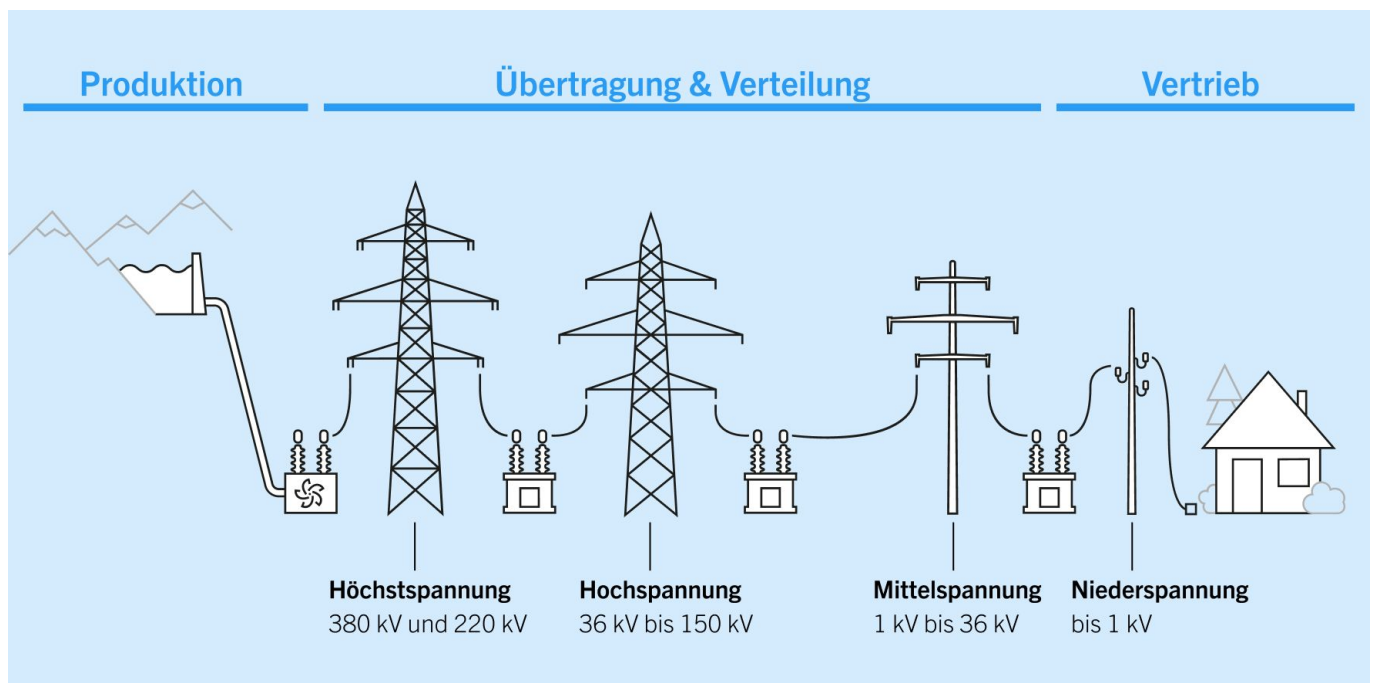 Produktion
Übertragung & Verteilung
Vertrieb
Höchstspannung
380 kV und 220 kV
Hochspannung
36 kV bis 150 kV
Mittelspannung
1 kV bis 36 kV
Niederspannung
bis 1 kV